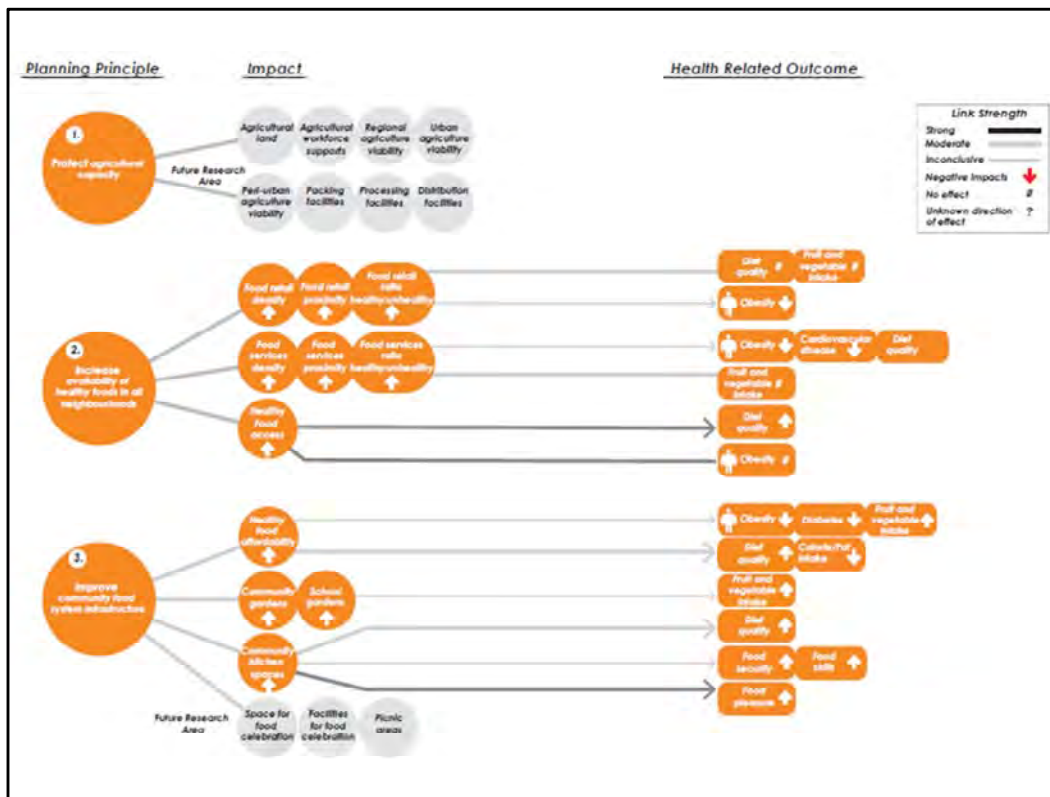 Planning Principle
Impact
Health Related Outcome
Link Strength
Strong
Moderate
Inconclusive
Negative Impacts
No effect #
Unknown direction ?
of effect
1.
Protect agricultural
capacity
Future Research
Area
Agricultural
land
Agricultural
workforce
supports
Regional
agriculture
viability
Urban
agriculture
viability
Peri-urban
agriculture
viability
Packing
facilities
Processing
facilities
Distribution
facilities
2.
Increase
availability of
healthy foods in all
neighbourhoods
Food retail
density
Food retail
proximity
Food retail
ratio
healthy:unhealthy
Diet
quality #
Fruit and
vegetable #
intake
Obesity
Food
services
density
Food
services
proximity
Food services
ratio
healthy:unhealthy
Obesity
Cardiovascular
disease
Diet
quality
Fruit and
vegetable #
intake
Healthy
Food
access
Diet
quality
Obesity #
3.
Improve
community food
system infrastructure
Healthy
food
affordability
Obesity
Diabetes
Fruit and
vegetable
intake
Diet
quality
Calorie/Fat
intake
Community
gardens
School
gardens
Fruit and
vegetable
intake
Community
kitchen
spaces
Diet
quality
Food
security
Food
skills
Food
pleasure
Future Research
Area
Space for
food
celebration
Facilities
for food
celebration
Picnic
areas